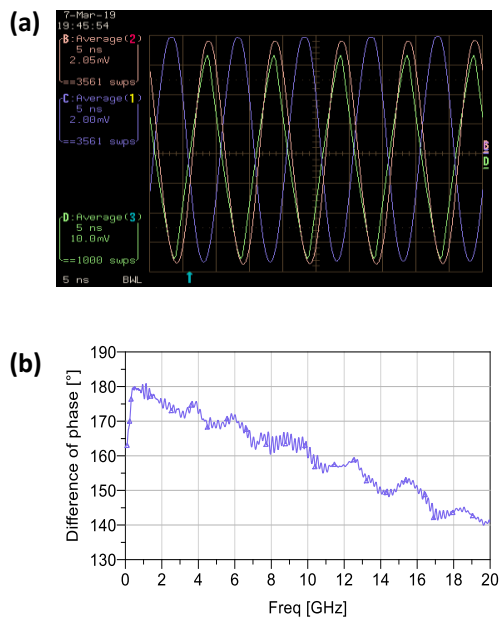 (a)
7-Mar-19
19:45:54
B:Average(2)
5 ns
2.05mV
==3561 swps
C:Average(1)
5 ns
2.00mV
==3561 swps
D:Average(3)
5 ns
10.0mV
==1000 swps
5 ns BWL
B
D
(b)
Difference of phase [°]
190
180
170
160
150
140
130
0 2 4 6 8 10 12 14 16 18 20
Freq [GHz]